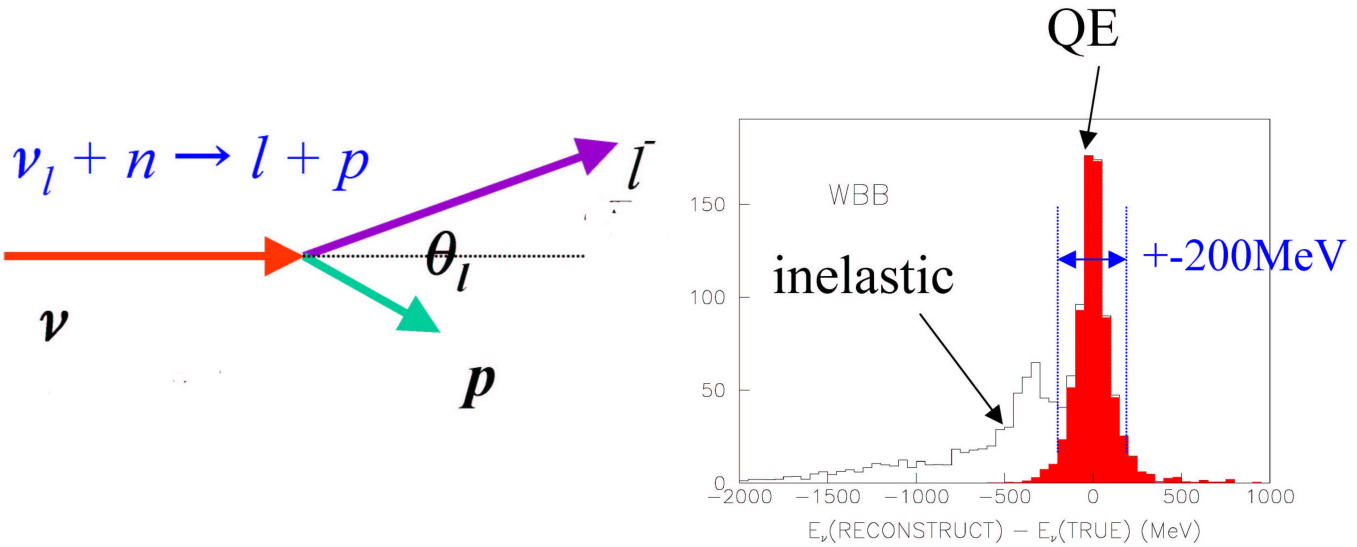 ν_l + n → l + p
l⁻
θ_l
ν
p
QE
WBB
inelastic
+-200MeV
150
100
50
0
−2000 −1500 −1000 −500 0 500 1000
E_ν(RECONSTRUCT) − E_ν(TRUE) (MeV)